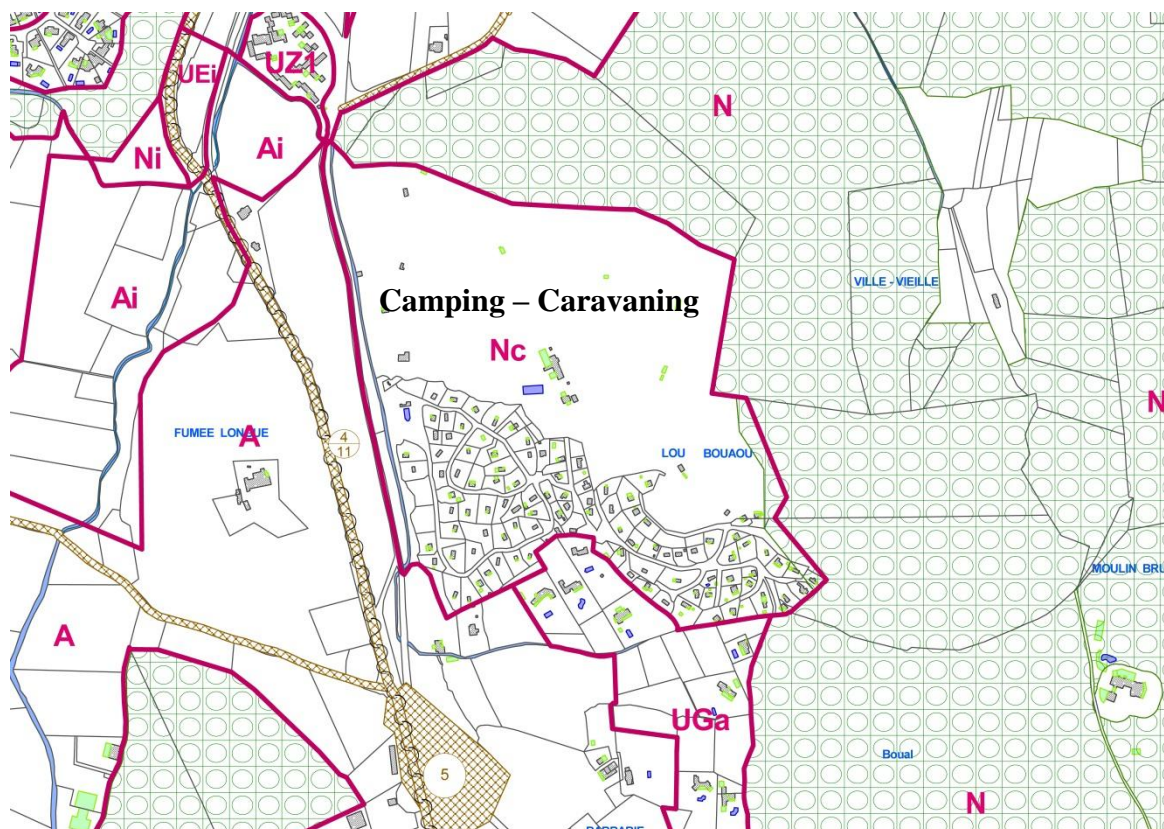 UZ1
UEi
N
Ai
Ni
VILLE - VIEILLE
Ai
Camping – Caravaning
Nc
N
FUMEE LONGUE
A
4
11
LOU BOUAOU
MOULIN BRU
A
UGa
Boual
5
N